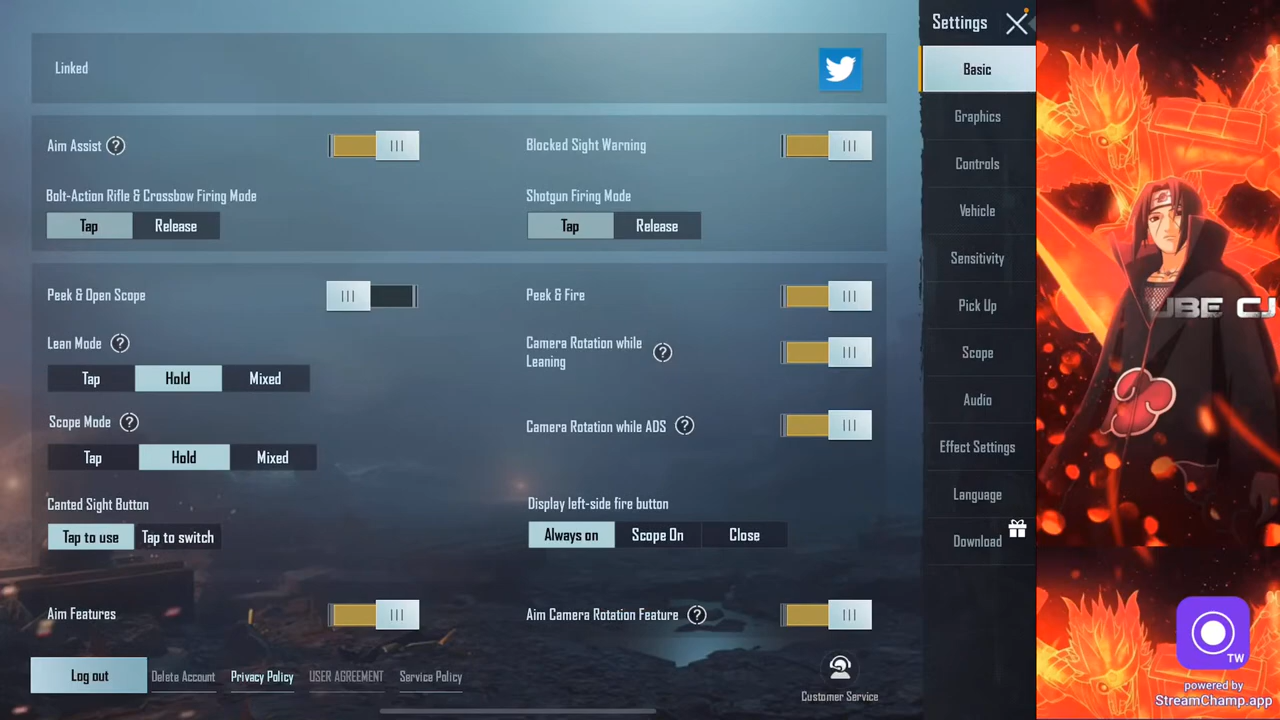 Settings
Linked
Basic
Aim Assist ?
Blocked Sight Warning
Graphics
Bolt-Action Rifle & Crossbow Firing Mode
Shotgun Firing Mode
Controls
Tap Release
Tap Release
Vehicle
Sensitivity
Peek & Open Scope
Peek & Fire
Pick Up
UBE CJ
Lean Mode ?
Camera Rotation while
Leaning ?
Scope
Tap Hold Mixed
Audio
Scope Mode ?
Camera Rotation while ADS ?
Effect Settings
Tap Hold Mixed
Language
Canted Sight Button
Display left-side fire button
Tap to use Tap to switch
Always on Scope On Close
Download
Aim Features
Aim Camera Rotation Feature ?
Log out Delete Account Privacy Policy USER AGREEMENT Service Policy
Customer Service
TW
powered by
StreamChamp.app